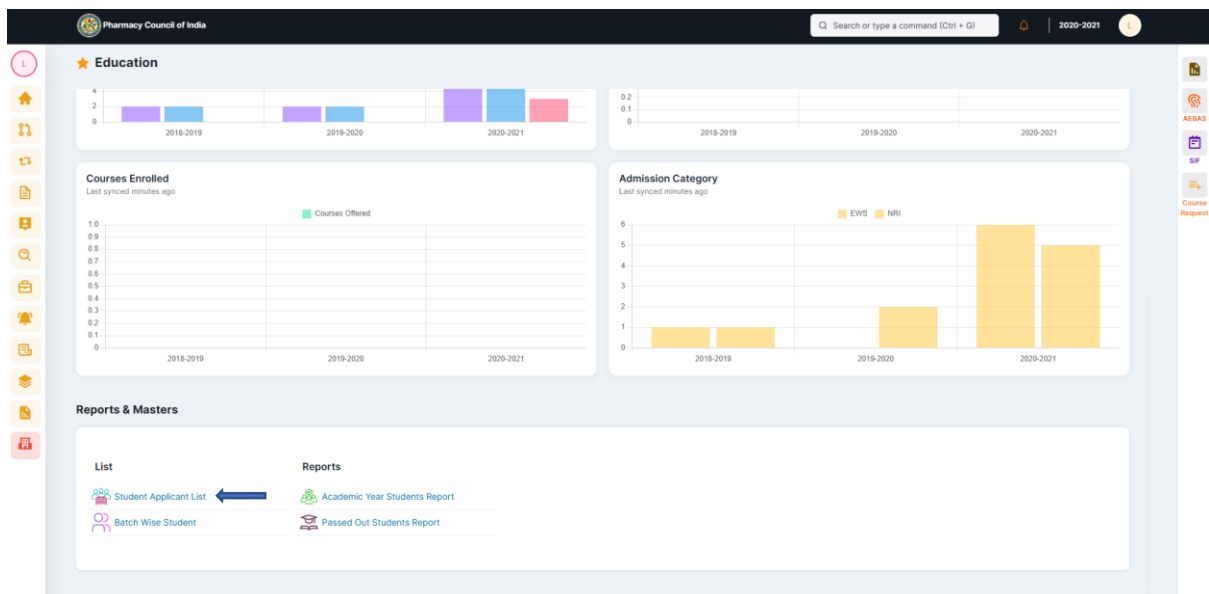 Pharmacy Council of India
Search or type a command (Ctrl + G)
2020-2021
L
L
Education
4
2
0
2018-2019 2019-2020 2020-2021
0.2
0.1
0
2018-2019 2019-2020 2020-2021
AEBAS
SIF
Course
Request
Courses Enrolled
Last synced minutes ago
Courses Offered
1.0
0.9
0.8
0.7
0.6
0.5
0.4
0.3
0.2
0.1
0
2018-2019 2019-2020 2020-2021
Admission Category
Last synced minutes ago
EWS NRI
6
5
4
3
2
1
0
2018-2019 2019-2020 2020-2021
Reports & Masters
List Reports
Student Applicant List Academic Year Students Report
Batch Wise Student Passed Out Students Report